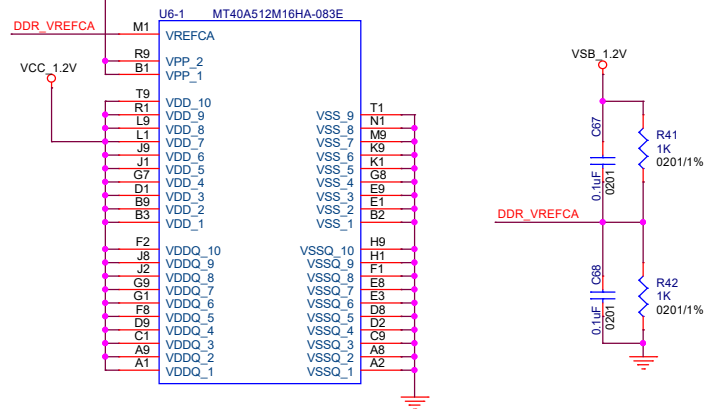 U6-1 MT40A512M16HA-083E
DDR_VREFCA M1 VREFCA
R9 VPP_2
B1 VPP_1
VCC_1.2V
T9 VDD_10
R1 VDD_9 VSS_9 T1
L9 VDD_8 VSS_8 N1
L1 VDD_7 VSS_7 M9
J9 VDD_6 VSS_6 K9
J1 VDD_5 VSS_5 K1
G7 VDD_4 VSS_4 G8
D1 VDD_3 VSS_3 E9
B9 VDD_2 VSS_2 E1
B3 VDD_1 VSS_1 B2
F2 VDDQ_10 VSSQ_10 H9
J8 VDDQ_9 VSSQ_9 H1
J2 VDDQ_8 VSSQ_8 F1
G9 VDDQ_7 VSSQ_7 E8
G1 VDDQ_6 VSSQ_6 E3
F8 VDDQ_5 VSSQ_5 D8
D9 VDDQ_4 VSSQ_4 D2
C1 VDDQ_3 VSSQ_3 C9
A9 VDDQ_2 VSSQ_2 A8
A1 VDDQ_1 VSSQ_1 A2
VSB_1.2V
C67
0.1uF
0201
R41
1K
0201/1%
DDR_VREFCA
C68
0.1uF
0201
R42
1K
0201/1%